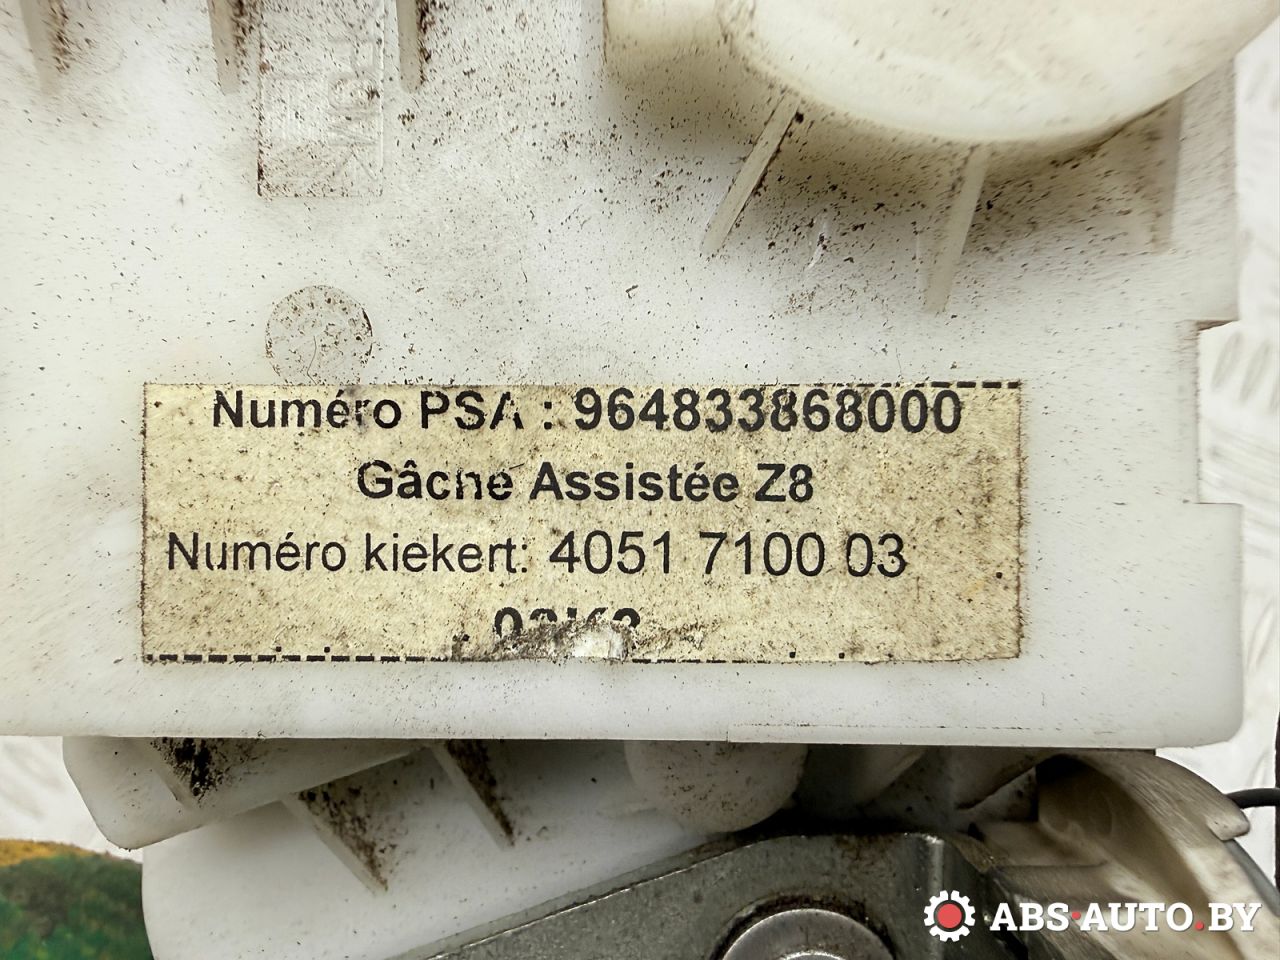 Numéro PSA : 964833868000
Gâche Assistée Z8
Numéro kiekert: 4051 7100 03
ABS-AUTO.BY